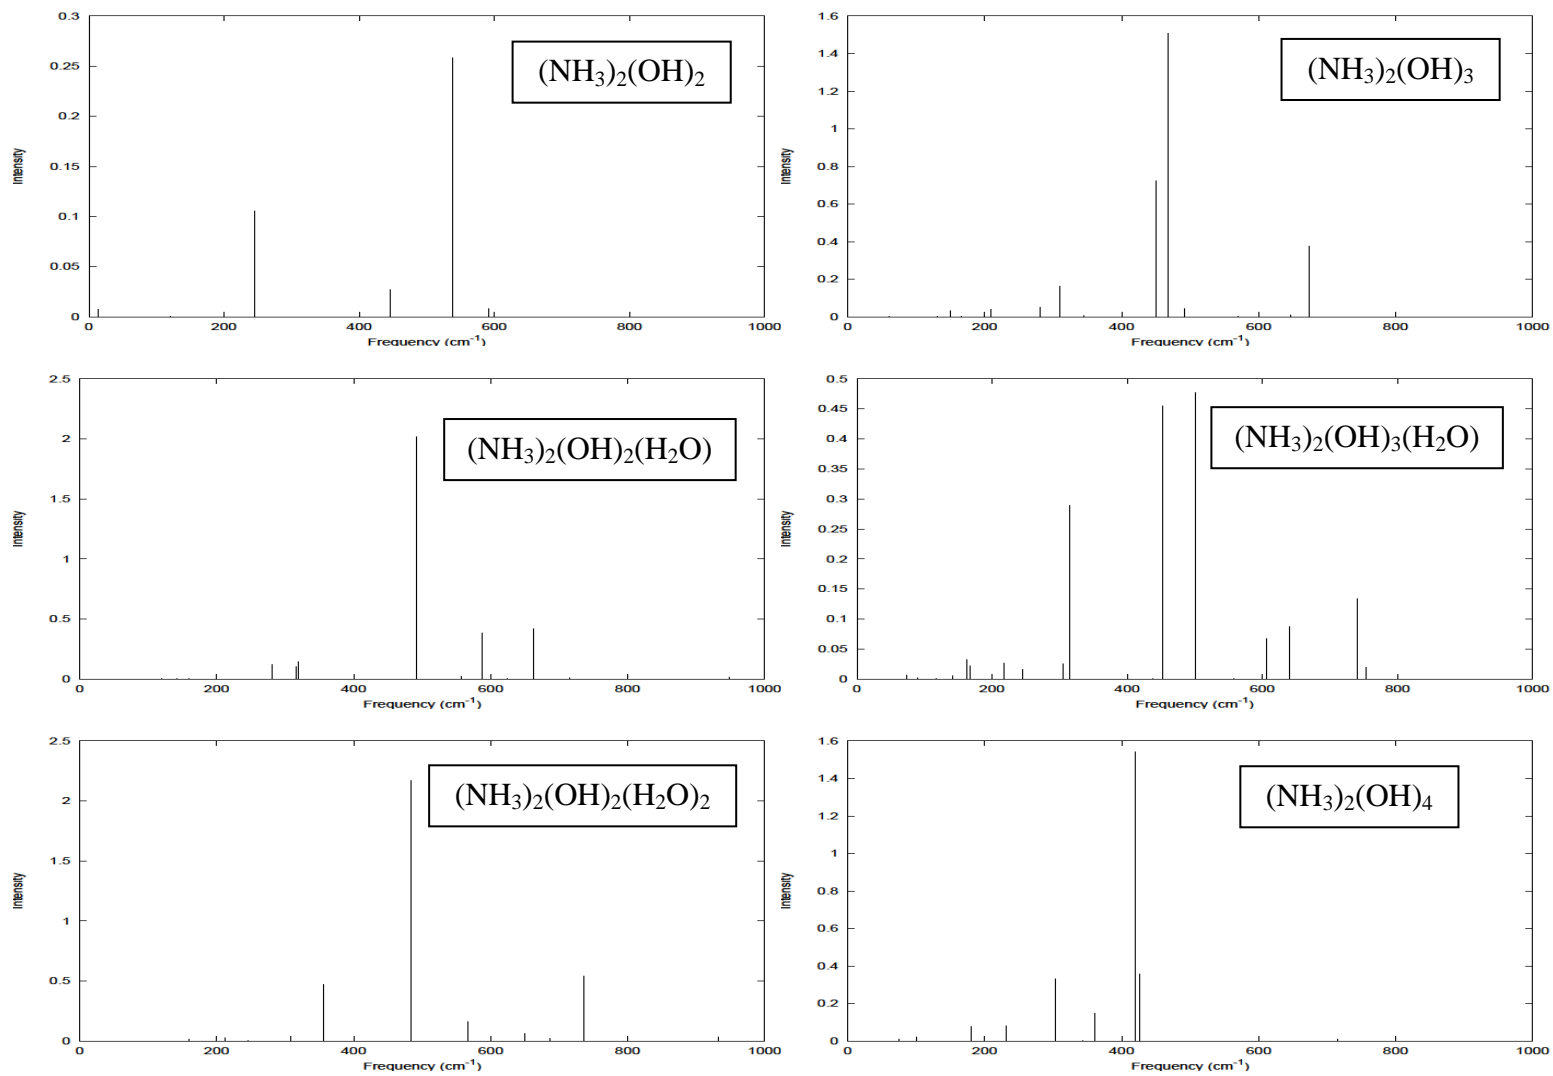 (NH₃)₂(OH)₂
0.3
0.25
0.2
0.15
0.1
0.05
0
Intensity
0 200 400 600 800 1000
Frequency (cm⁻¹)
(NH₃)₂(OH)₃
1.6
1.4
1.2
1
0.8
0.6
0.4
0.2
0
Intensity
0 200 400 600 800 1000
Frequency (cm⁻¹)
(NH₃)₂(OH)₂(H₂O)
2.5
2
1.5
1
0.5
0
Intensity
0 200 400 600 800 1000
Frequency (cm⁻¹)
(NH₃)₂(OH)₃(H₂O)
0.5
0.45
0.4
0.35
0.3
0.25
0.2
0.15
0.1
0.05
0
Intensity
0 200 400 600 800 1000
Frequency (cm⁻¹)
(NH₃)₂(OH)₂(H₂O)₂
2.5
2
1.5
1
0.5
0
Intensity
0 200 400 600 800 1000
Frequency (cm⁻¹)
(NH₃)₂(OH)₄
1.6
1.4
1.2
1
0.8
0.6
0.4
0.2
0
Intensity
0 200 400 600 800 1000
Frequency (cm⁻¹)